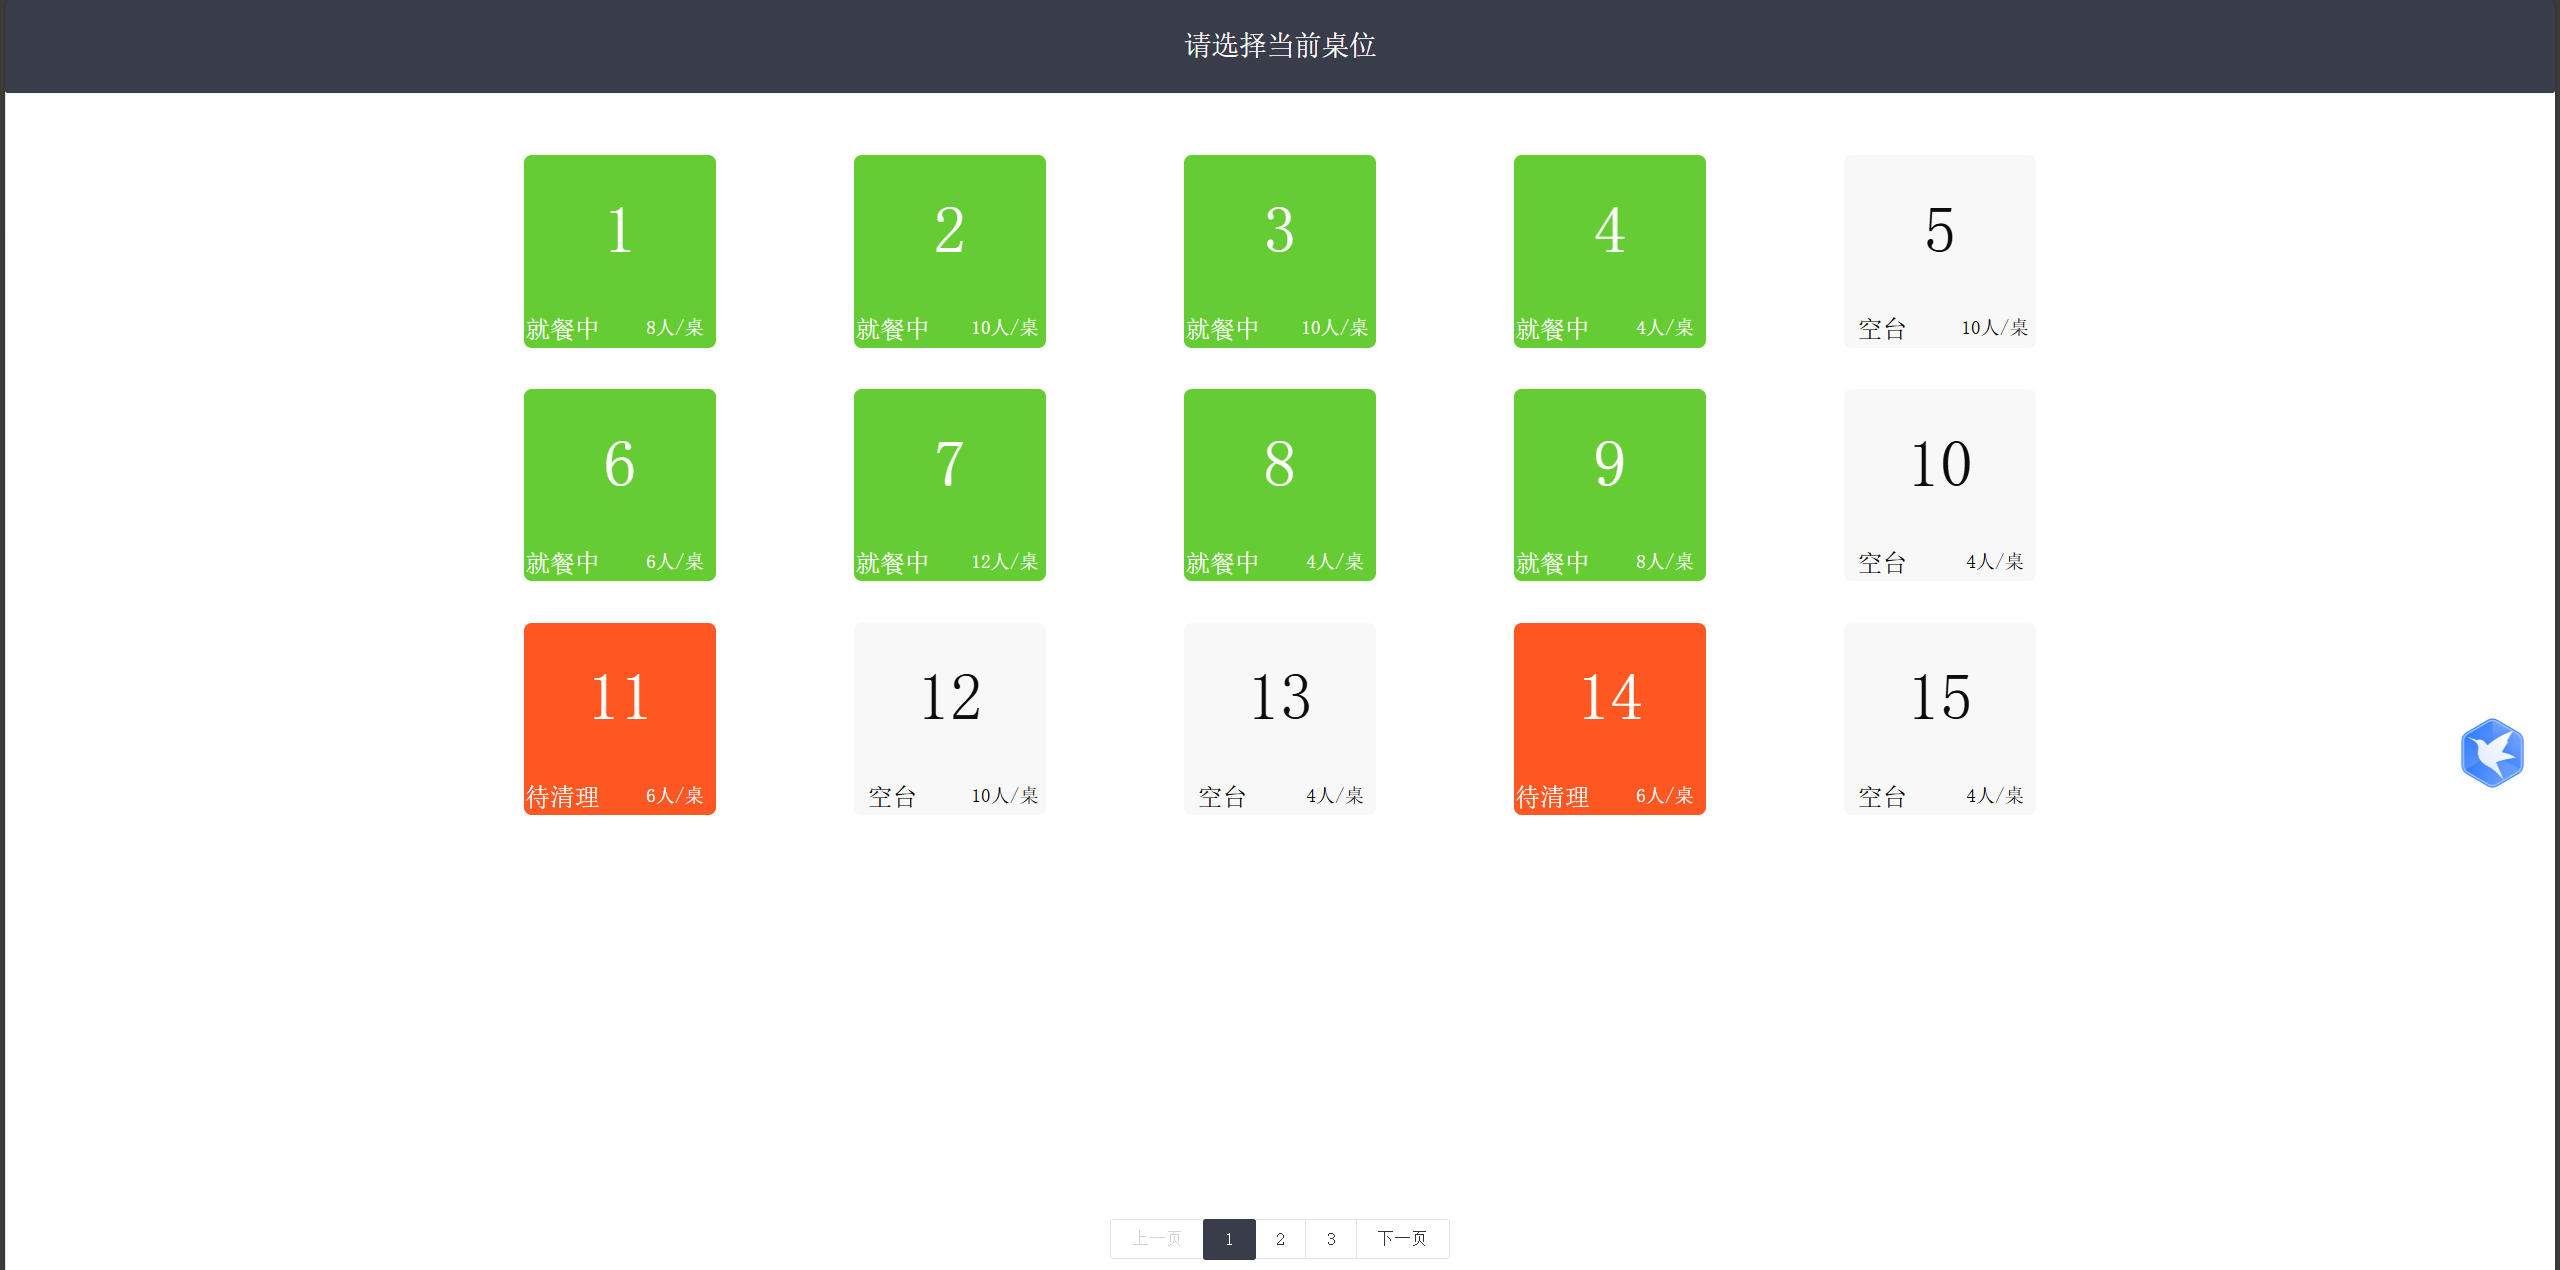 请选择当前桌位
1 2 3 4 5
就餐中 8人/桌 就餐中 10人/桌 就餐中 10人/桌 就餐中 4人/桌 空台 10人/桌
6 7 8 9 10
就餐中 6人/桌 就餐中 12人/桌 就餐中 4人/桌 就餐中 8人/桌 空台 4人/桌
11 12 13 14 15
待清理 6人/桌 空台 10人/桌 空台 4人/桌 待清理 6人/桌 空台 4人/桌
上一页 1 2 3 下一页